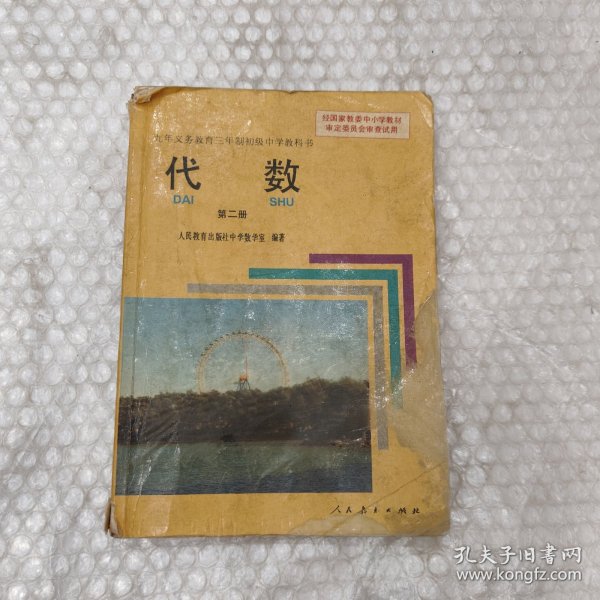 经国家教委中小学教材
审定委员会审查试用
九年义务教育三年制初级中学教科书
代 数
DAI SHU
第二册
人民教育出版社中学数学室 编著
人民教育出版社
孔夫子旧书网
www.kongfz.com